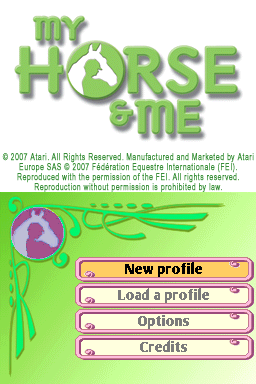 MY
HORSE
& ME
© 2007 Atari. All Rights Reserved. Manufactured and Marketed by Atari
Europe SAS © 2007 Fédération Equestre Internationale (FEI).
Reproduced with the permission of the FEI. All rights reserved.
Reproduction without permission is prohibited by law.
New profile
Load a profile
Options
Credits